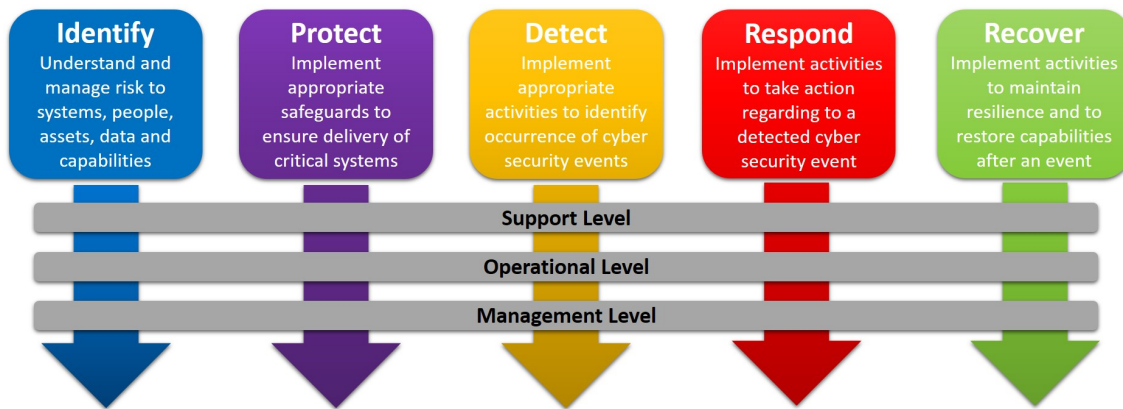 Identify
Understand and
manage risk to
systems, people,
assets, data and
capabilities
Protect
Implement
appropriate
safeguards to
ensure delivery of
critical systems
Detect
Implement
appropriate
activities to identify
occurrence of cyber
security events
Respond
Implement activities
to take action
regarding to a
detected cyber
security event
Recover
Implement activities
to maintain
resilience and to
restore capabilities
after an event
Support Level
Operational Level
Management Level